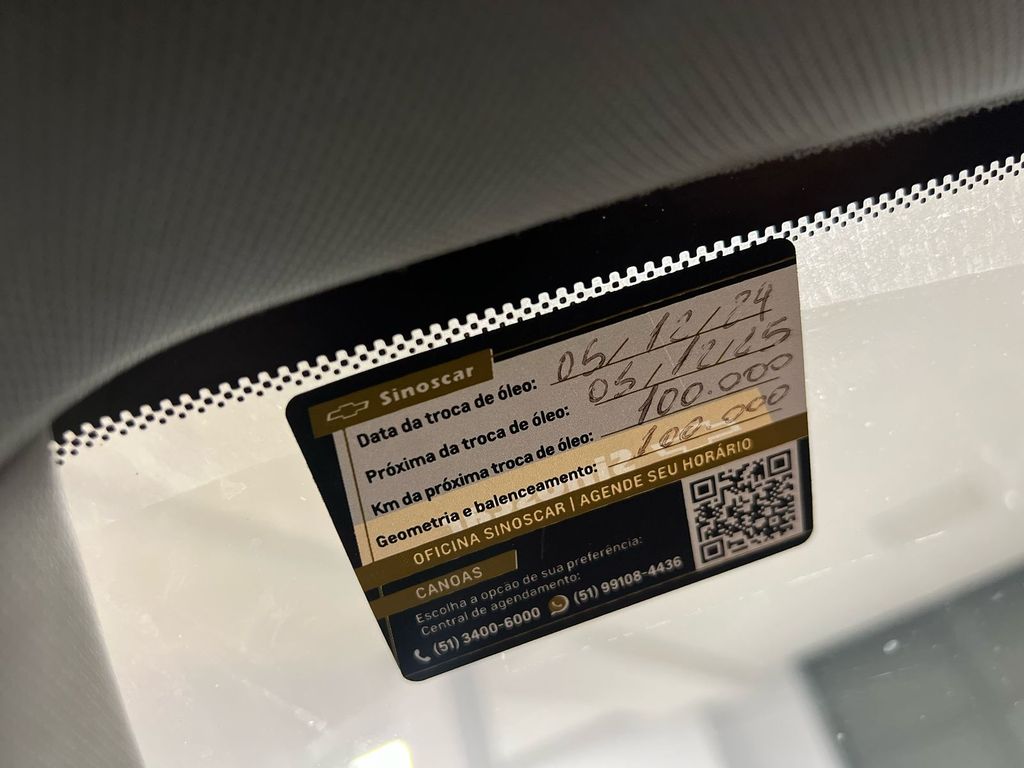 Sinoscar
Data da troca de óleo: 05/12/24
Próxima da troca de óleo: 05/12/25
Km da próxima troca de óleo: 100.000
Geometria e balenceamento: 100.000
OFICINA SINOSCAR | AGENDE SEU HORÁRIO
CANOAS
Escolha a opcão de sua preferência:
Central de agendamento:
(51) 3400-6000 (51) 99108-4436